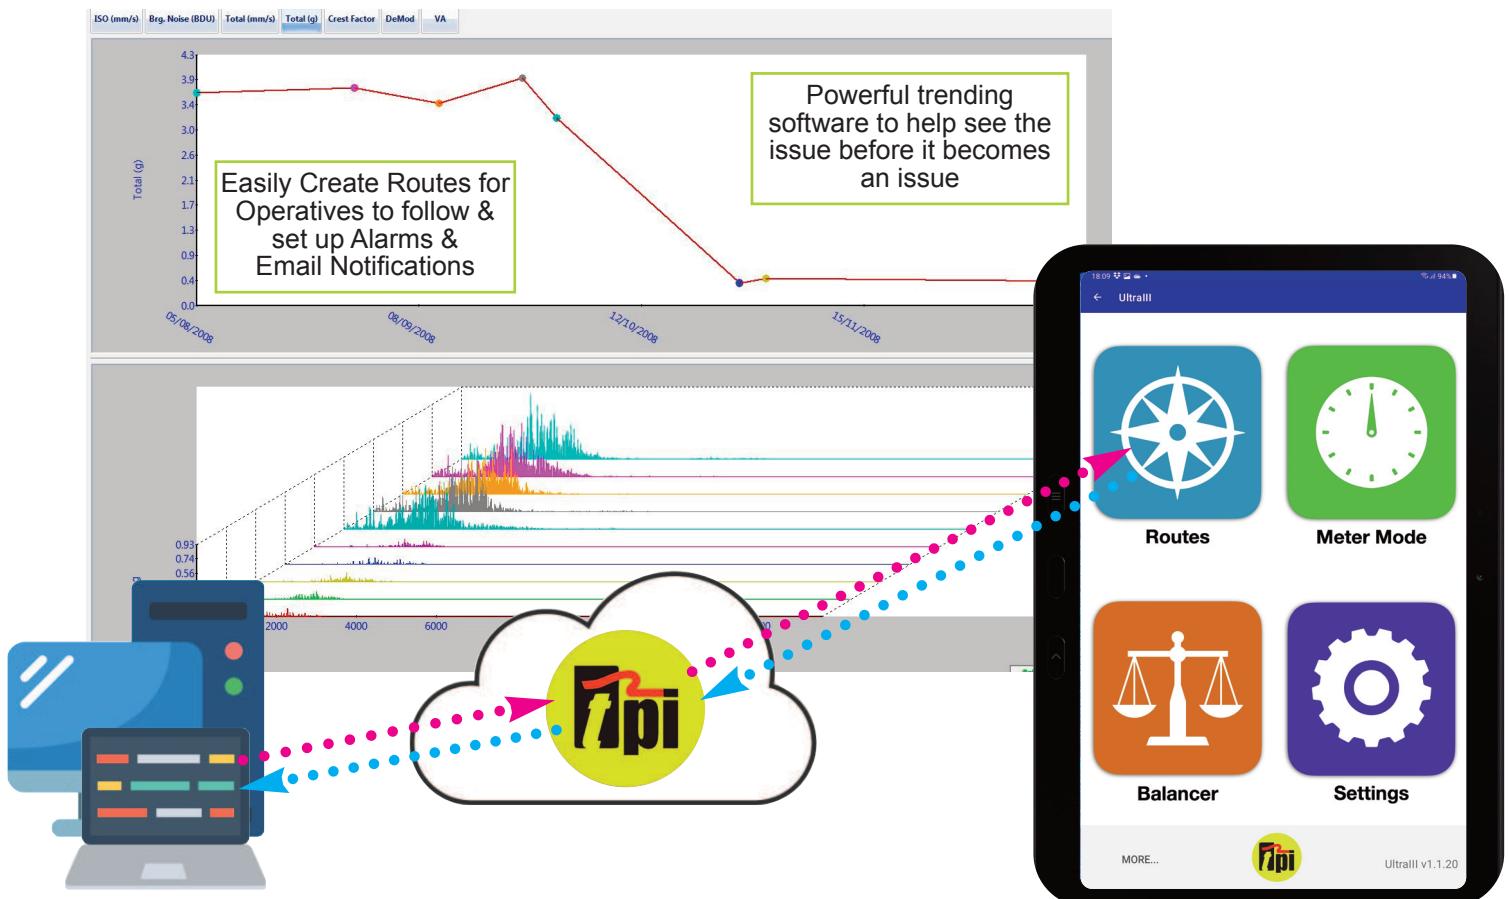 ISO (mm/s) Brg. Noise (BDU) Total (mm/s) Total (g) Crest Factor DeMod VA
4.3
3.9
3.4
3.0
2.6
2.1
1.7
1.3
0.9
0.4
0.0
Total (g)
05/08/2008 08/09/2008 12/10/2008 15/11/2008
Easily Create Routes for
Operatives to follow &
set up Alarms &
Email Notifications
Powerful trending
software to help see the
issue before it becomes
an issue
0.93
0.74
0.56
2000 4000 6000
tpi
18:09 94%
UltraIII
Routes
Meter Mode
Balancer
Settings
MORE...
tpi
UltraIII v1.1.20